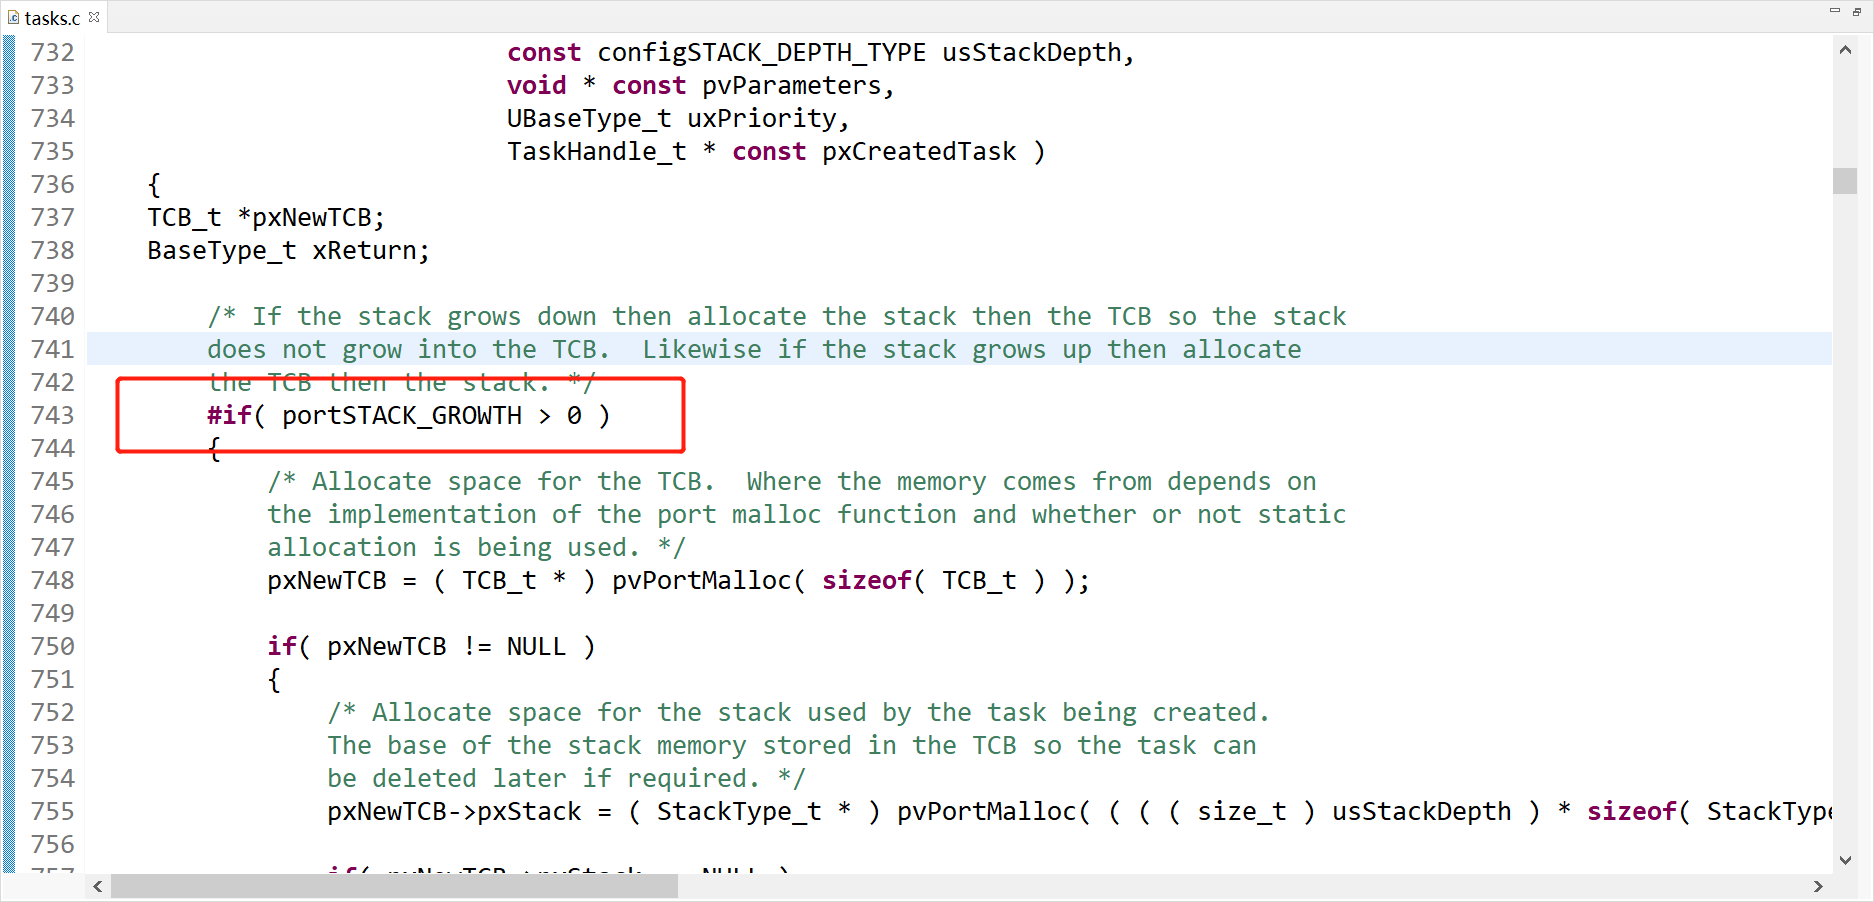 tasks.c
732 const configSTACK_DEPTH_TYPE usStackDepth,
733 void * const pvParameters,
734 UBaseType_t uxPriority,
735 TaskHandle_t * const pxCreatedTask )
736 {
737 TCB_t *pxNewTCB;
738 BaseType_t xReturn;
739
740 /* If the stack grows down then allocate the stack then the TCB so the stack
741 does not grow into the TCB.  Likewise if the stack grows up then allocate
742 the TCB then the stack. */
743 #if( portSTACK_GROWTH > 0 )
744 {
745 /* Allocate space for the TCB.  Where the memory comes from depends on
746 the implementation of the port malloc function and whether or not static
747 allocation is being used. */
748 pxNewTCB = ( TCB_t * ) pvPortMalloc( sizeof( TCB_t ) );
749
750 if( pxNewTCB != NULL )
751 {
752 /* Allocate space for the stack used by the task being created.
753 The base of the stack memory stored in the TCB so the task can
754 be deleted later if required. */
755 pxNewTCB->pxStack = ( StackType_t * ) pvPortMalloc( ( ( ( size_t ) usStackDepth ) * sizeof( StackType
756